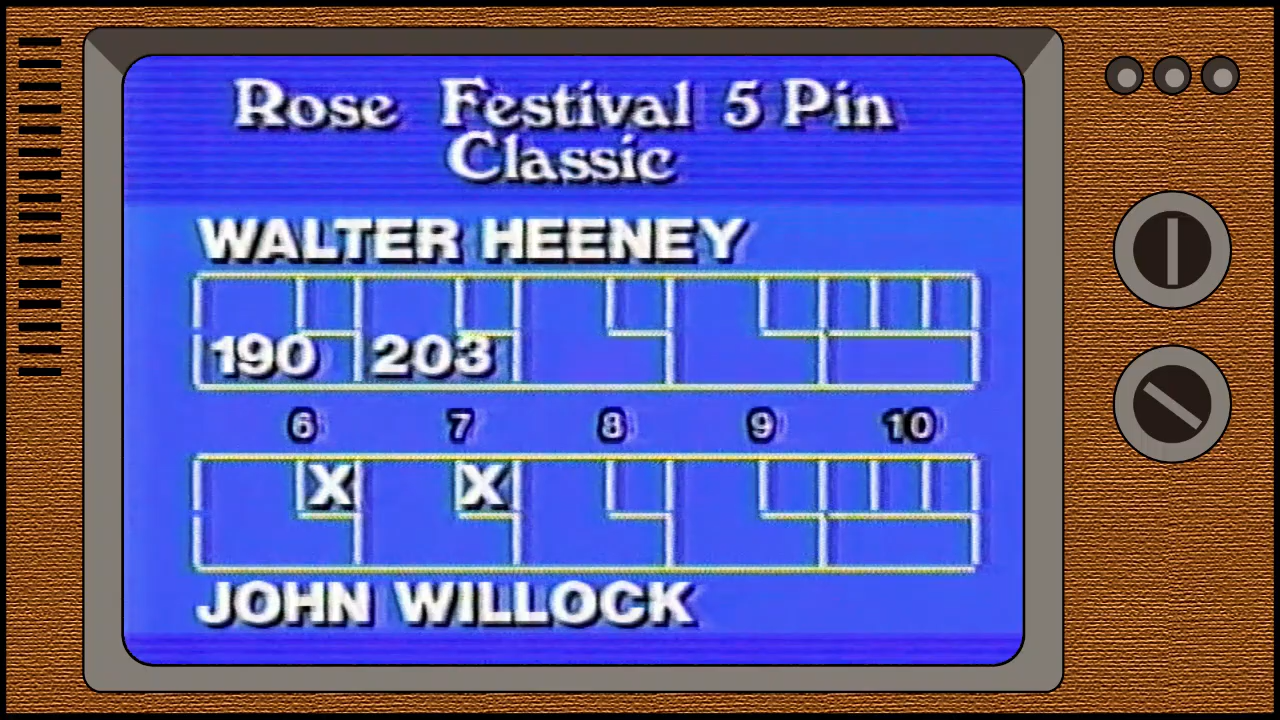 Rose Festival 5 Pin
Classic
WALTER HEENEY
190 203
6 7 8 9 10
X X
JOHN WILLOCK